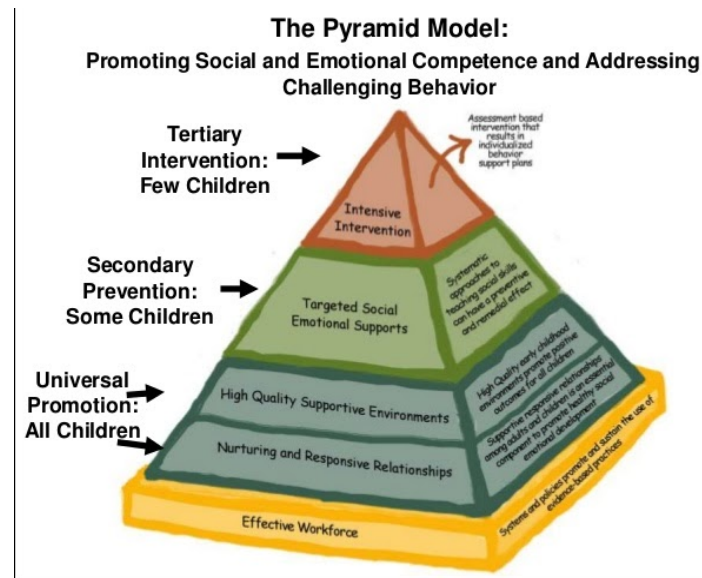 The Pyramid Model:
Promoting Social and Emotional Competence and Addressing
Challenging Behavior
Tertiary
Intervention:
Few Children
Assessment based
intervention that
results in
individualized
behavior
support plans
Intensive
Intervention
Secondary
Prevention:
Some Children
Targeted Social
Emotional Supports
Systematic
approaches to
teaching social skills
can have a preventive
and remedial effect
Universal
Promotion:
All Children
High Quality Supportive Environments
High Quality early childhood
environments promote positive
outcomes for all children
Nurturing and Responsive Relationships
Supportive responsive relationships
among adults and children is an essential
component to promote healthy social
emotional development
Effective Workforce
Systems and policies promote and sustain the use of
evidence-based practices